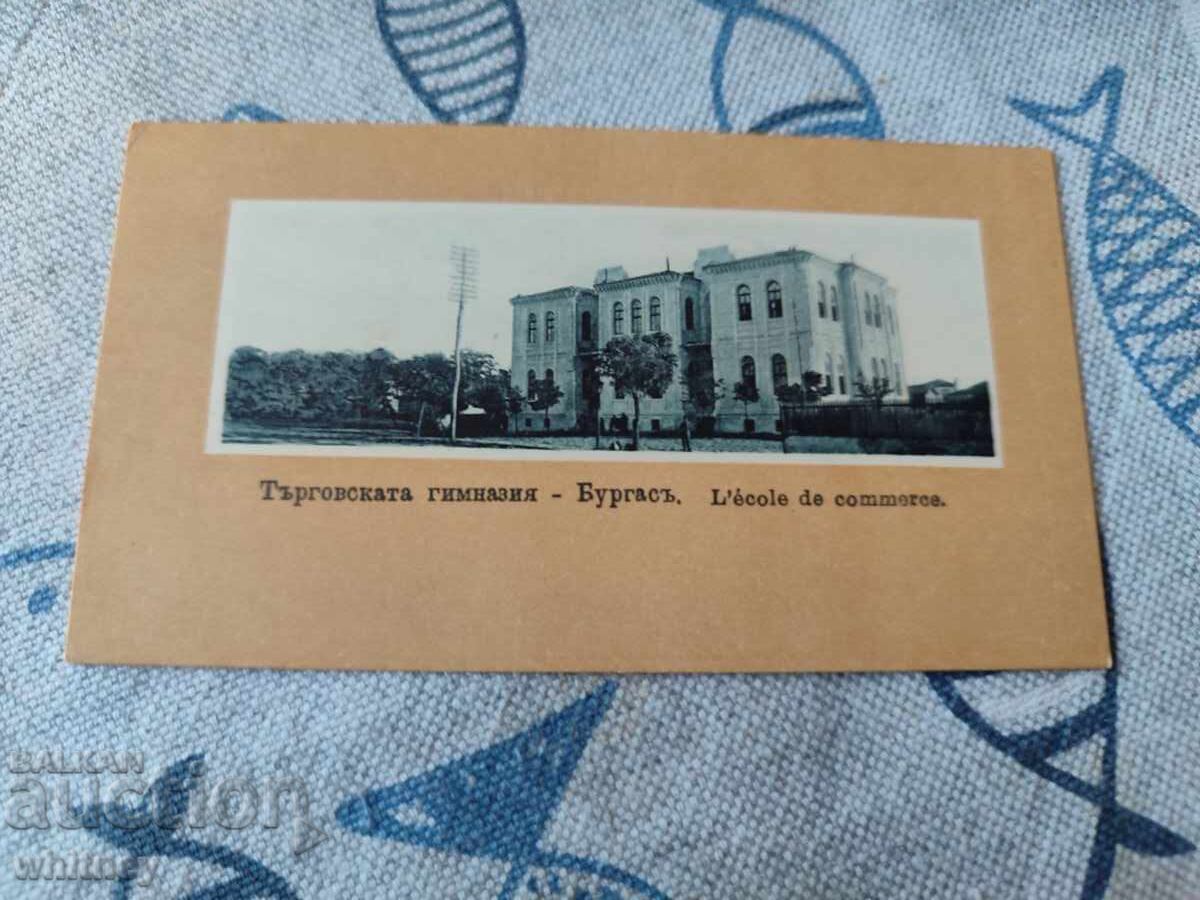 Търговската гимназия - Бургасъ. L'école de commerce.
BALKAN
auction
whitney